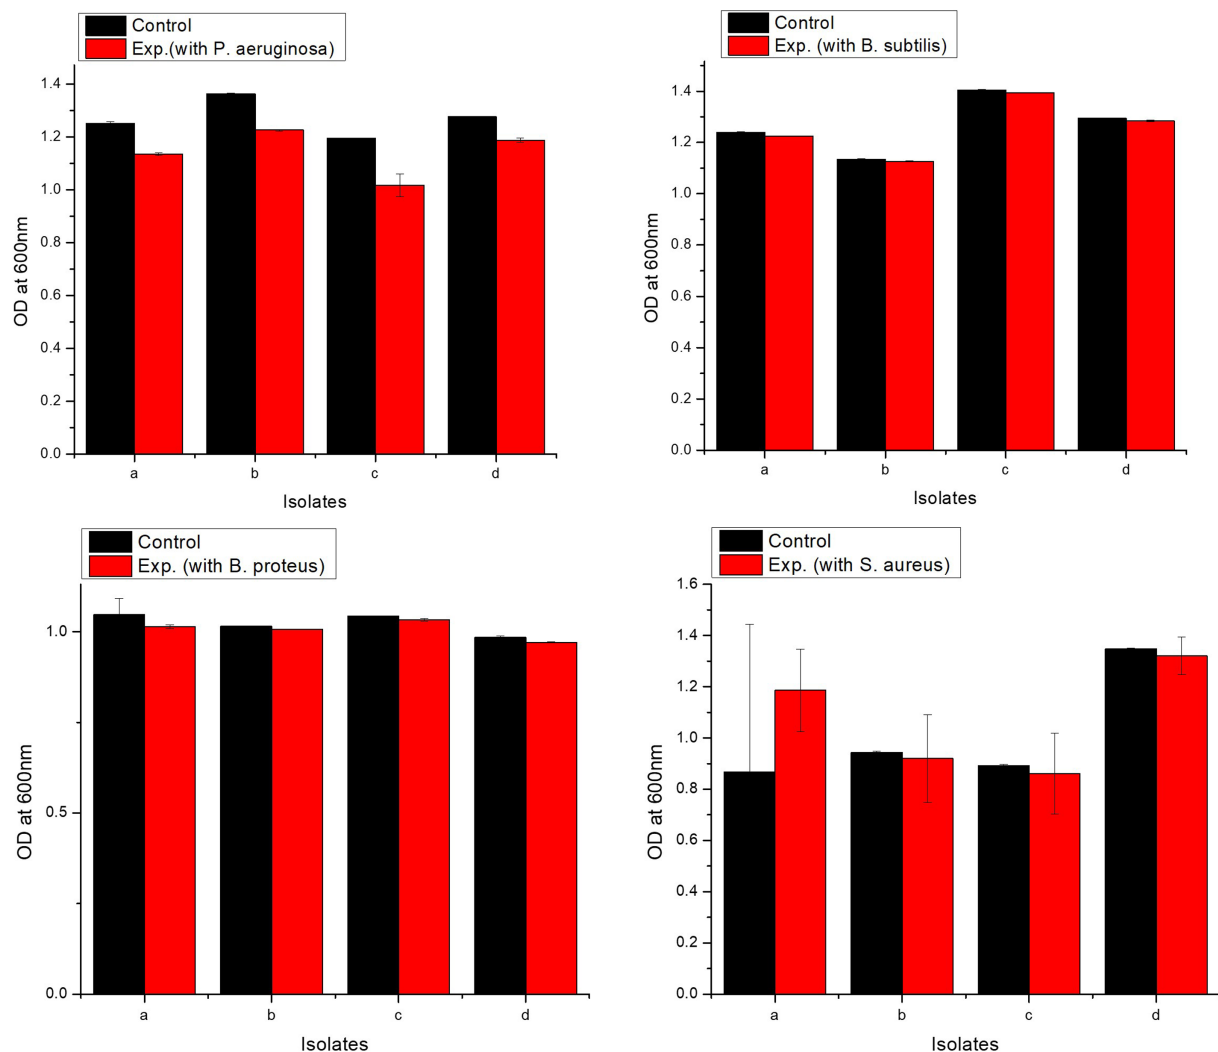 Control
Exp.(with P. aeruginosa)
1.4
1.2
1.0
0.8
0.6
0.4
0.2
0.0
OD at 600nm
a b c d
Isolates
Control
Exp. (with B. subtilis)
1.4
1.2
1.0
0.8
0.6
0.4
0.2
0.0
OD at 600nm
a b c d
Isolates
Control
Exp. (with B. proteus)
1.0
0.5
0.0
OD at 600nm
a b c d
Isolates
Control
Exp. (with S. aureus)
1.6
1.4
1.2
1.0
0.8
0.6
0.4
0.2
0.0
OD at 600nm
a b c d
Isolates